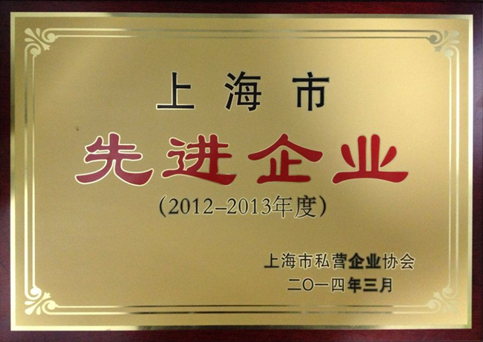 上海市
先进企业
(2012-2013年度)
上海市私营企业协会
二〇一四年三月